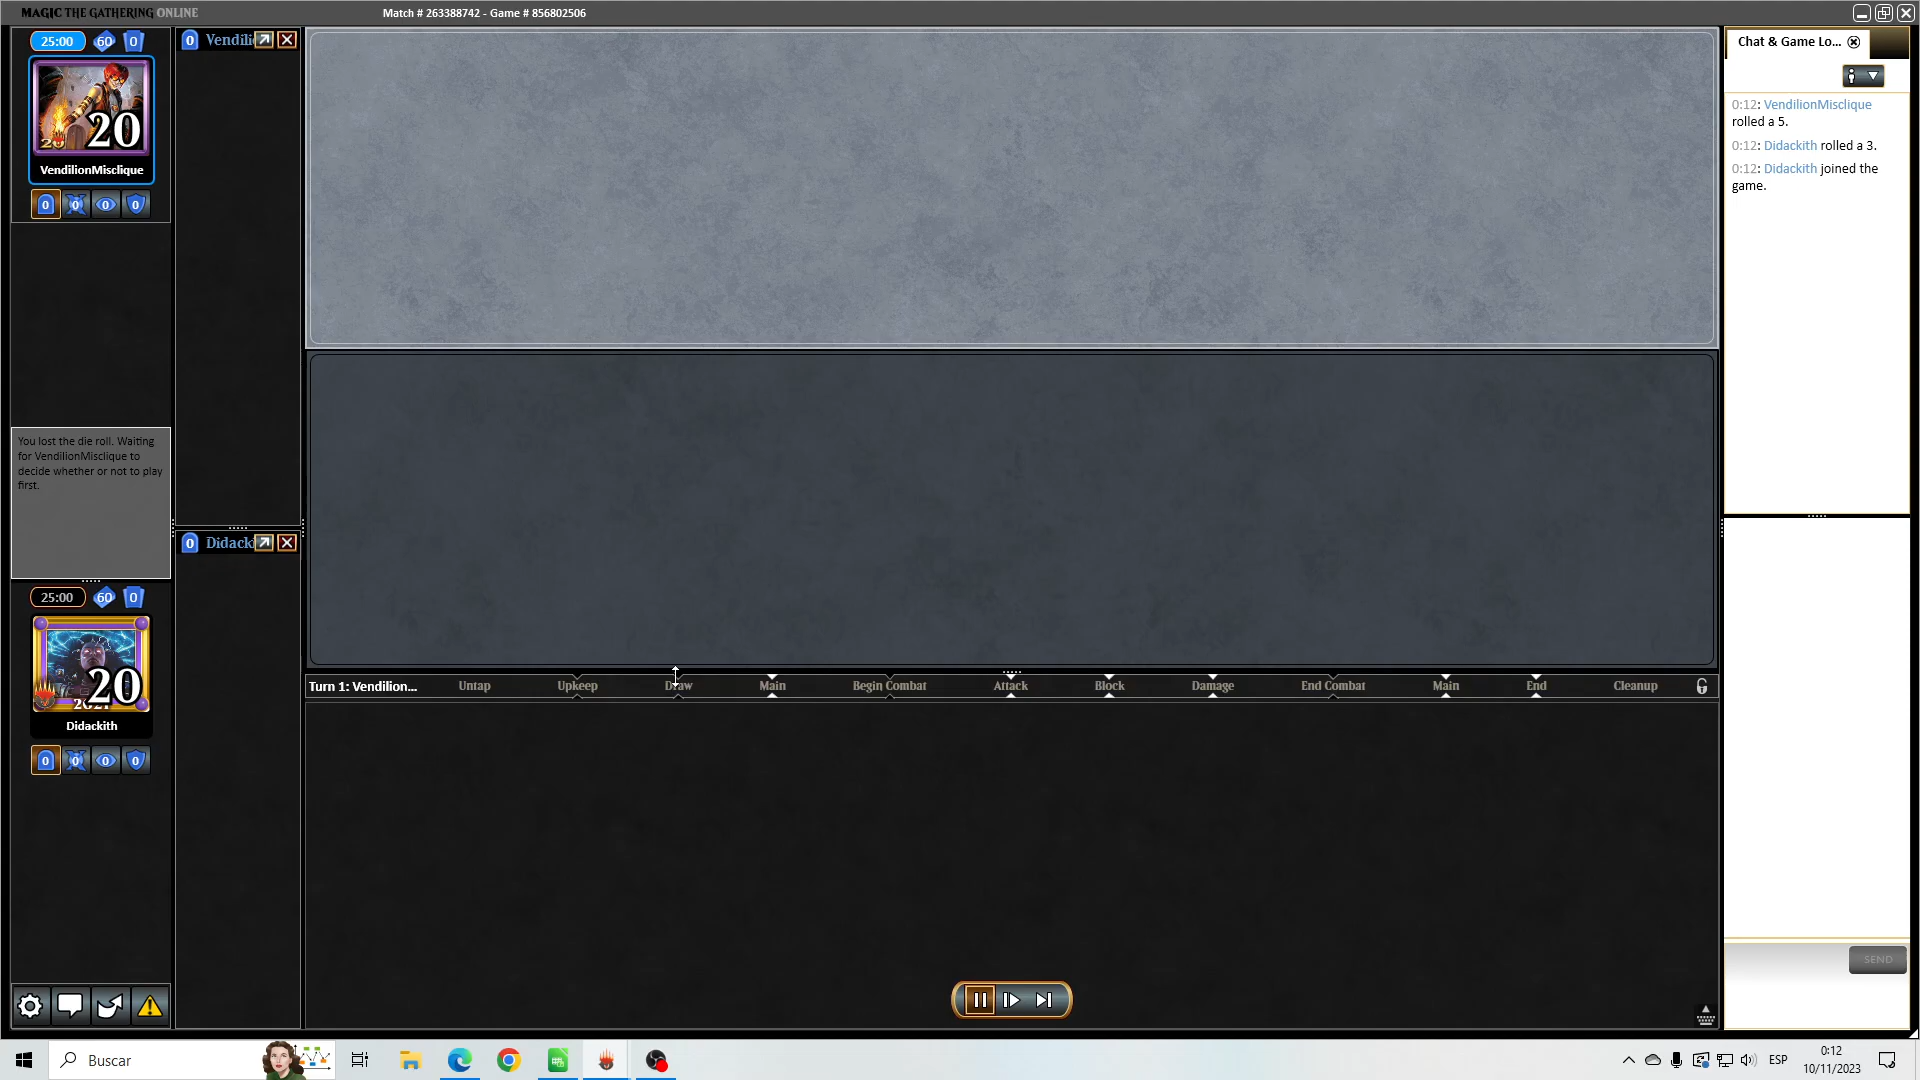 MAGIC THE GATHERING ONLINE
Match # 263388742 - Game # 856802506
25:00 60 0
20
VendilionMisclique
0 0 0 0
0 Vendili
You lost the die roll. Waiting
for VendilionMisclique to
decide whether or not to play
first.
0 Didack
25:00 60 0
20
Didackith
0 0 0 0
Turn 1: Vendilion... Untap Upkeep Draw Main Begin Combat Attack Block Damage End Combat Main End Cleanup
Chat & Game Lo...
0:12: VendilionMisclique
rolled a 5.
0:12: Didackith rolled a 3.
0:12: Didackith joined the
game.
SEND
Buscar
ESP
0:12
10/11/2023